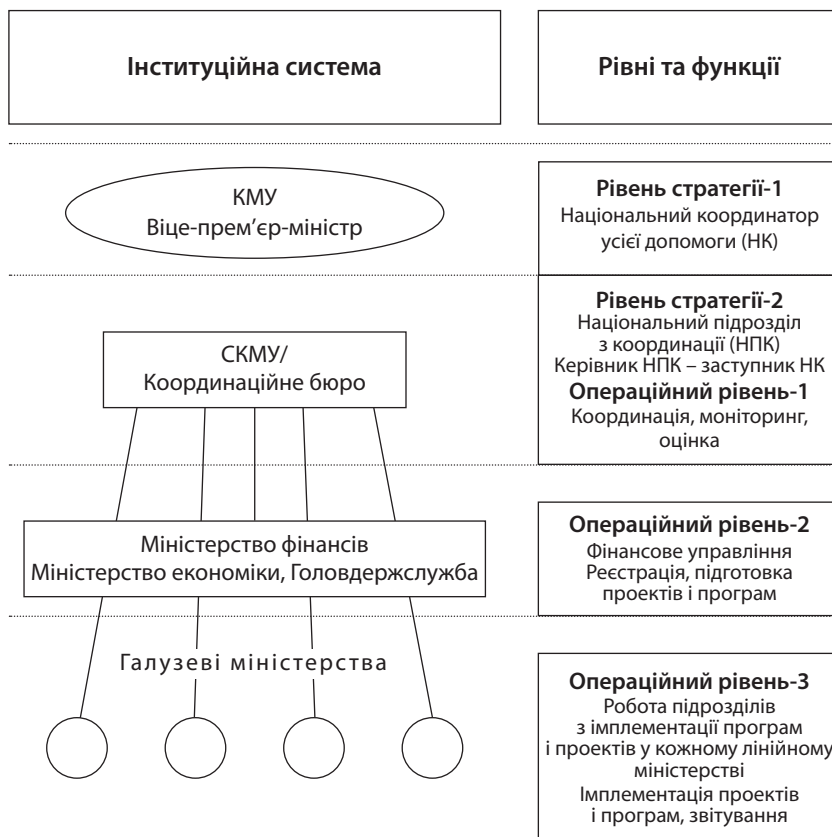 Інституційна система
Рівні та функції
КМУ
Віце-прем’єр-міністр
Рівень стратегії-1
Національний координатор
усієї допомоги (НК)
СКМУ/
Координаційне бюро
Рівень стратегії-2
Національний підрозділ
з координації (НПК)
Керівник НПК – заступник НК
Операційний рівень-1
Координація, моніторинг,
оцінка
Міністерство фінансів
Міністерство економіки, Головдержслужба
Операційний рівень-2
Фінансове управління
Реєстрація, підготовка
проектів і програм
Галузеві міністерства
Операційний рівень-3
Робота підрозділів
з імплементації програм
і проектів у кожному лінійному
міністерстві
Імплементація проектів
і програм, звітування